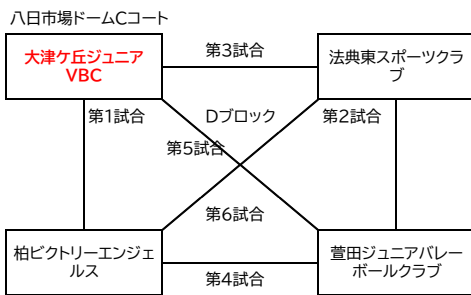 八日市場ドームCコート
大津ケ丘ジュニア
VBC
第3試合
法典東スポーツクラ
ブ
第1試合
Dブロック
第2試合
第5試合
第6試合
柏ビクトリーエンジェ
ルス
第4試合
萱田ジュニアバレー
ボールクラブ